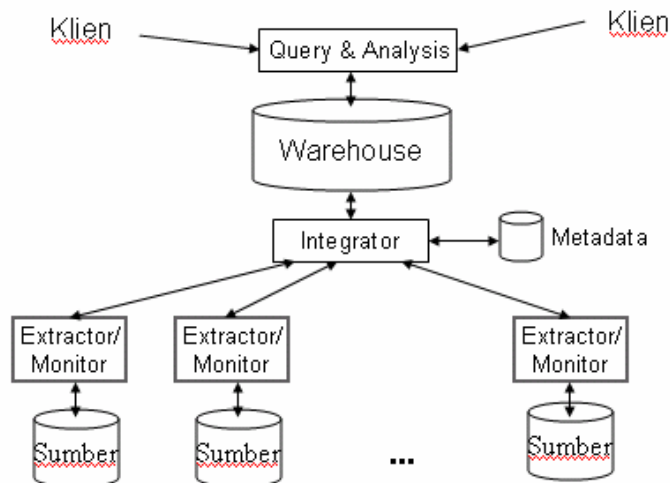 Klien
Klien
Query & Analysis
Warehouse
Integrator
Metadata
Extractor/
Monitor
Extractor/
Monitor
Extractor/
Monitor
Sumber
Sumber
...
Sumber